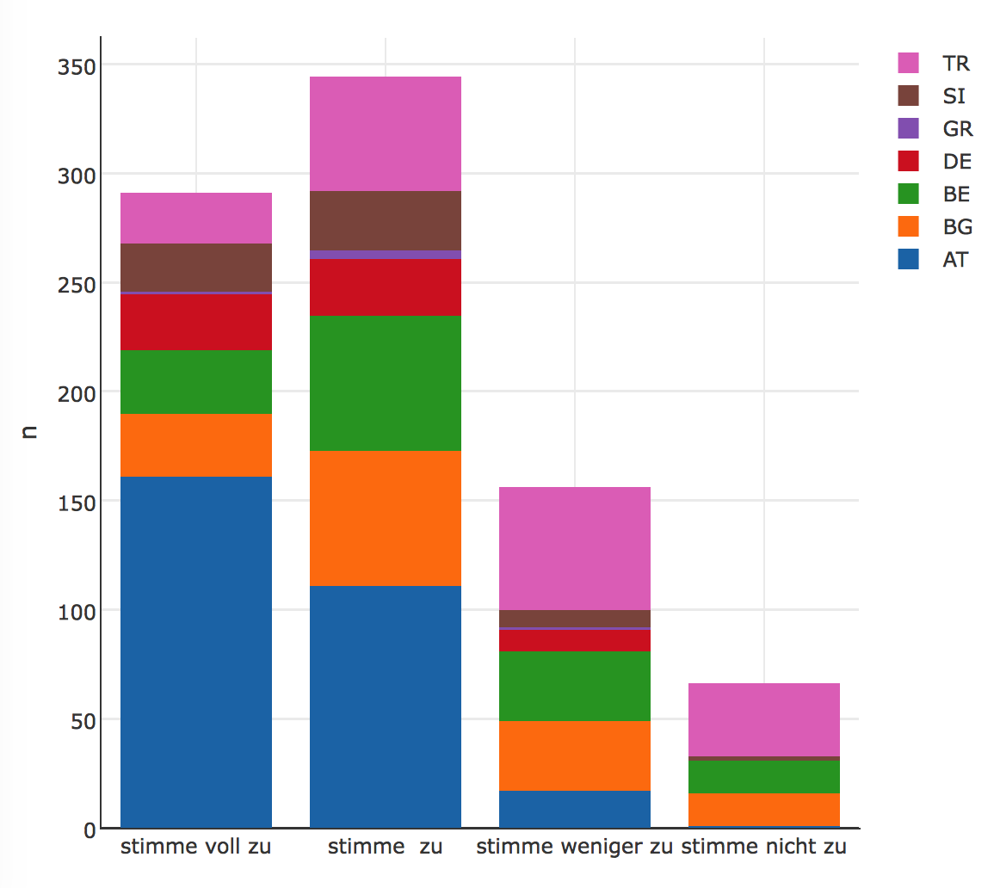 350
300
250
200
150
100
50
0
n
stimme voll zu
stimme  zu
stimme weniger zu
stimme nicht zu
TR
SI
GR
DE
BE
BG
AT